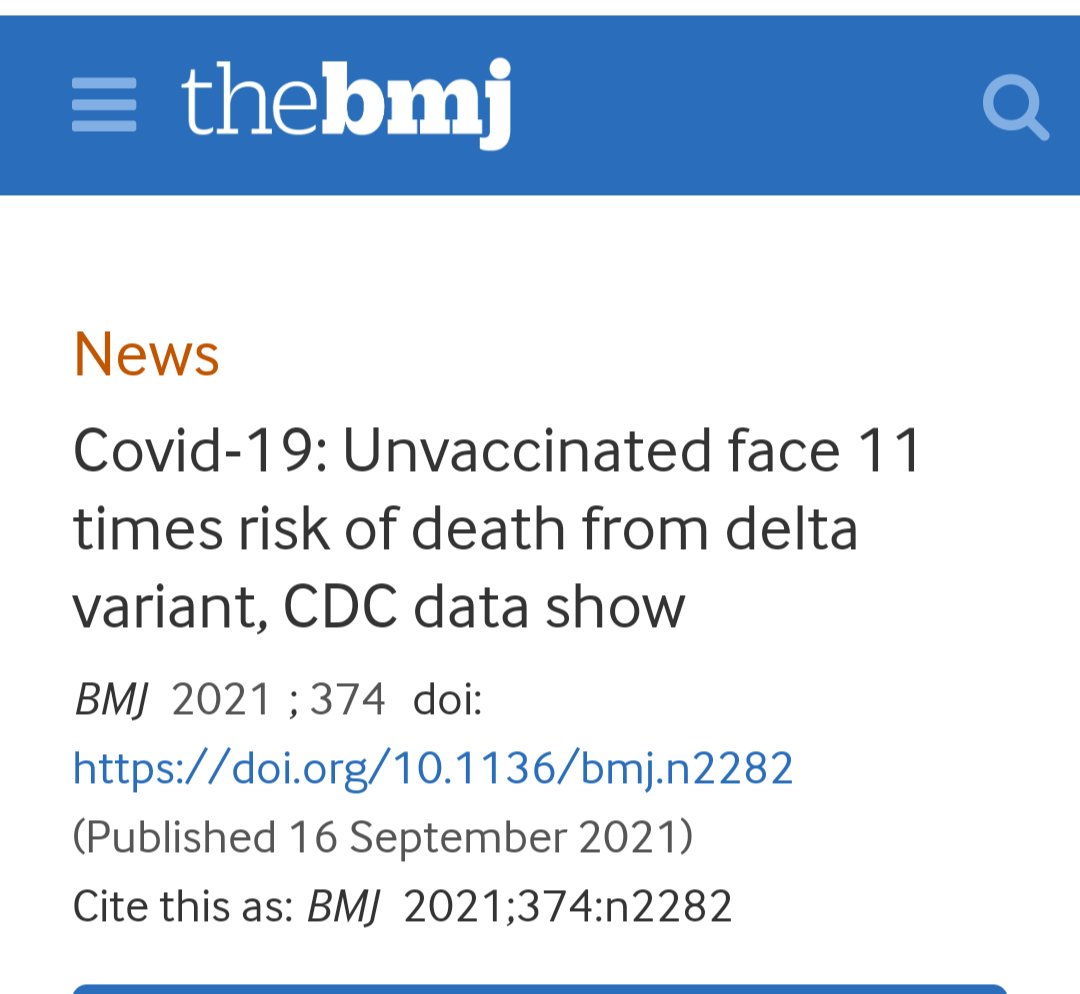 thebmj
News
Covid-19: Unvaccinated face 11
times risk of death from delta
variant, CDC data show
BMJ 2021 ; 374 doi:
https://doi.org/10.1136/bmj.n2282
(Published 16 September 2021)
Cite this as: BMJ 2021;374:n2282